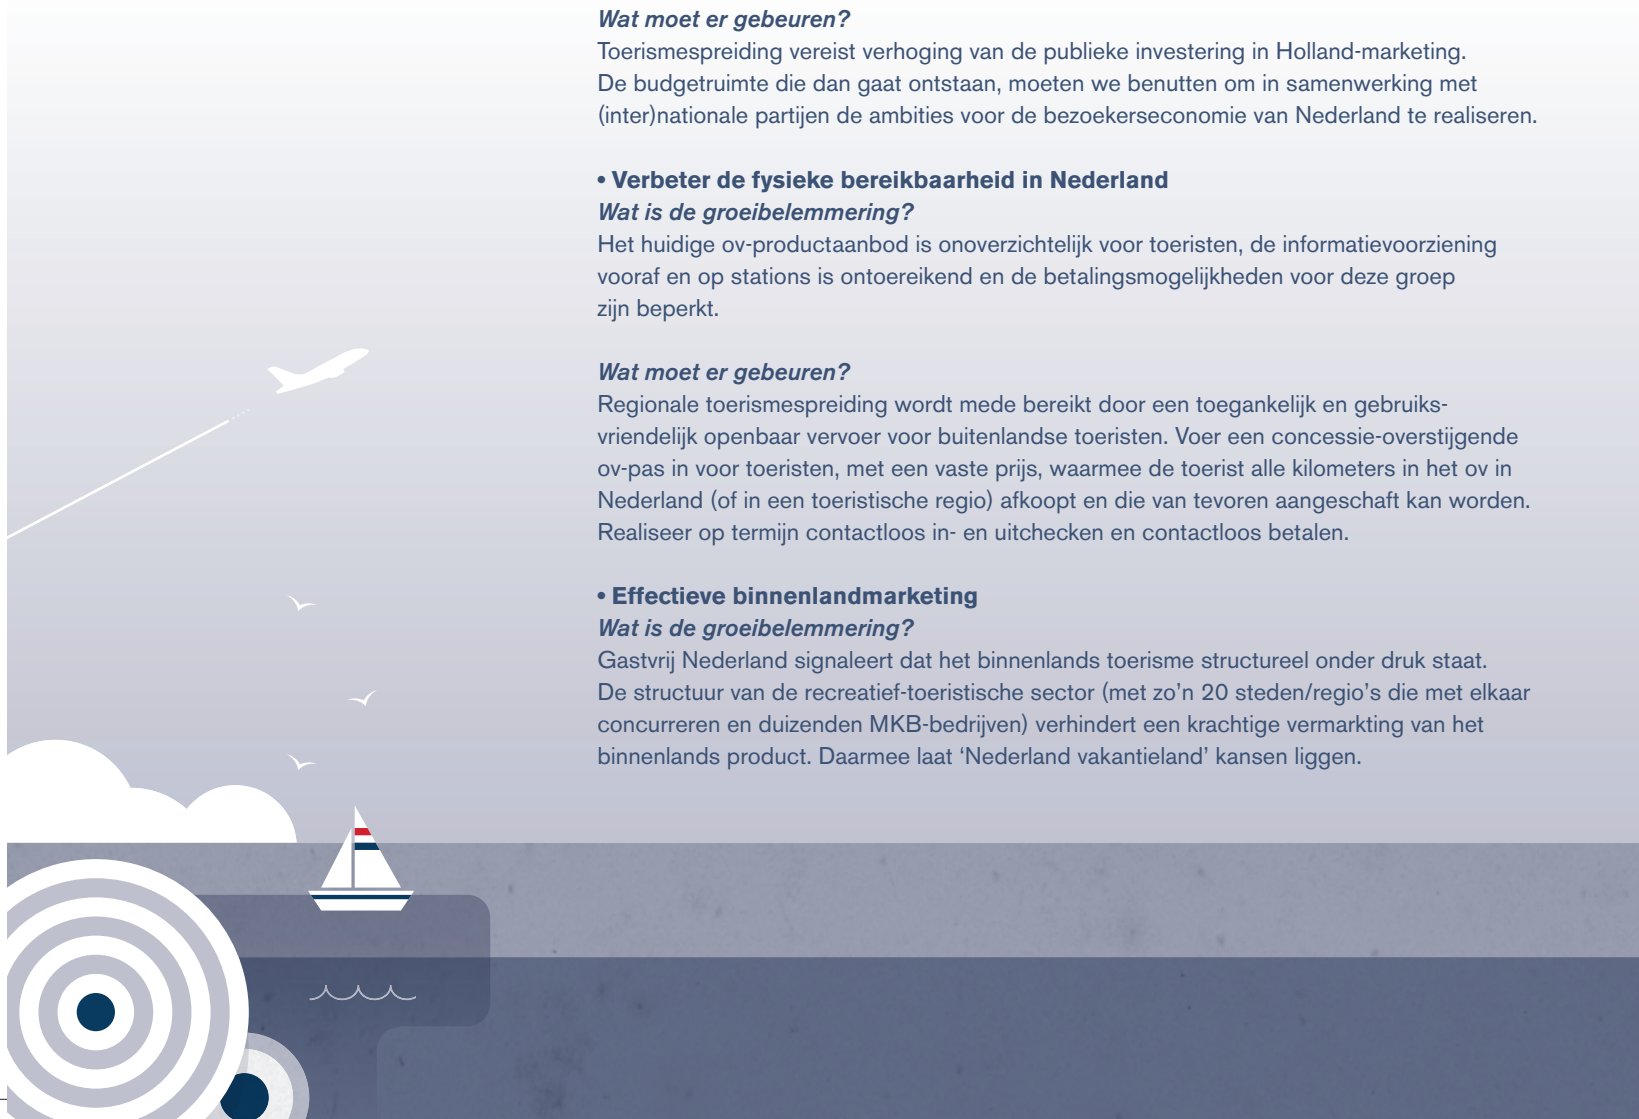 Wat moet er gebeuren?
Toerismespreiding vereist verhoging van de publieke investering in Holland-marketing.
De budgetruimte die dan gaat ontstaan, moeten we benutten om in samenwerking met
(inter)nationale partijen de ambities voor de bezoekerseconomie van Nederland te realiseren.
• Verbeter de fysieke bereikbaarheid in Nederland
Wat is de groeibelemmering?
Het huidige ov-productaanbod is onoverzichtelijk voor toeristen, de informatievoorziening
vooraf en op stations is ontoereikend en de betalingsmogelijkheden voor deze groep
zijn beperkt.
Wat moet er gebeuren?
Regionale toerismespreiding wordt mede bereikt door een toegankelijk en gebruiks-
vriendelijk openbaar vervoer voor buitenlandse toeristen. Voer een concessie-overstijgende
ov-pas in voor toeristen, met een vaste prijs, waarmee de toerist alle kilometers in het ov in
Nederland (of in een toeristische regio) afkoopt en die van tevoren aangeschaft kan worden.
Realiseer op termijn contactloos in- en uitchecken en contactloos betalen.
• Effectieve binnenlandmarketing
Wat is de groeibelemmering?
Gastvrij Nederland signaleert dat het binnenlands toerisme structureel onder druk staat.
De structuur van de recreatief-toeristische sector (met zo’n 20 steden/regio’s die met elkaar
concurreren en duizenden MKB-bedrijven) verhindert een krachtige vermarkting van het
binnenlands product. Daarmee laat ‘Nederland vakantieland’ kansen liggen.